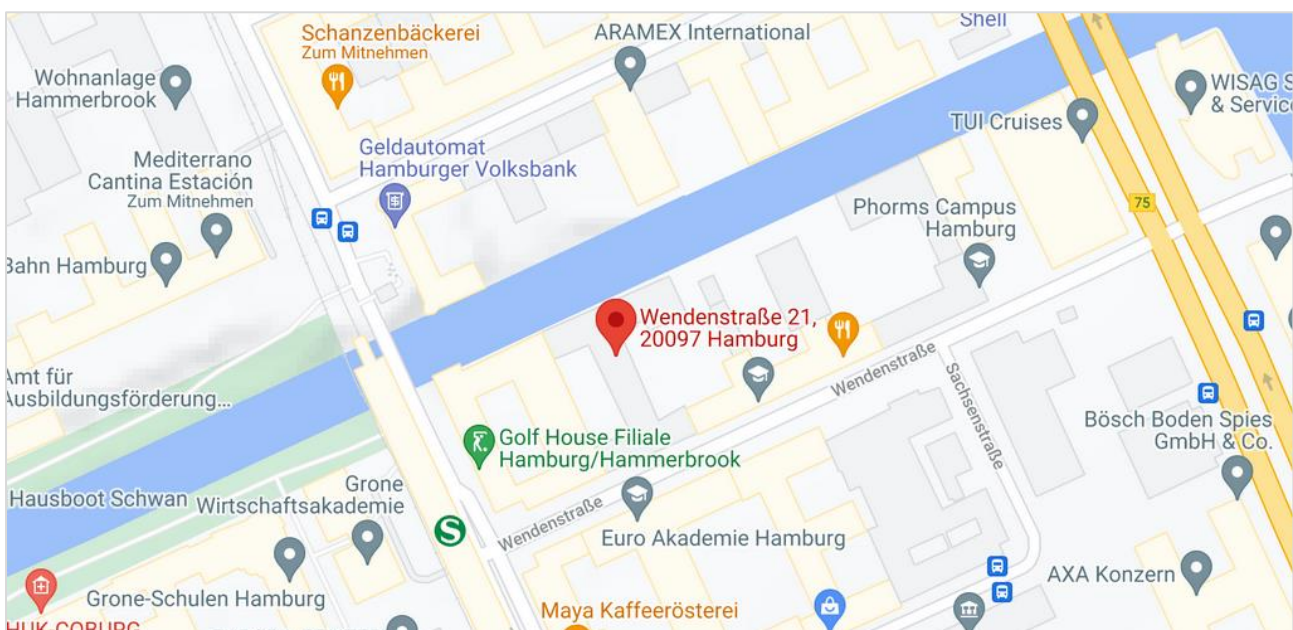 Schanzenbäckerei
Zum Mitnehmen
ARAMEX International
Shell
Wohnanlage
Hammerbrook
WISAG S
& Service
TUI Cruises
Geldautomat
Hamburger Volksbank
Mediterrano
Cantina Estación
Zum Mitnehmen
75
Phorms Campus
Hamburg
Bahn Hamburg
Wendenstraße 21,
20097 Hamburg
Wendenstraße
Sachsenstraße
Amt für
Ausbildungsförderung...
Bösch Boden Spies
GmbH & Co.
Golf House Filiale
Hamburg/Hammerbrook
Hausboot Schwan
Grone
Wirtschaftsakademie
S
Wendenstraße
Euro Akademie Hamburg
AXA Konzern
Grone-Schulen Hamburg
Maya Kaffeerösterei
HUK-COBURG